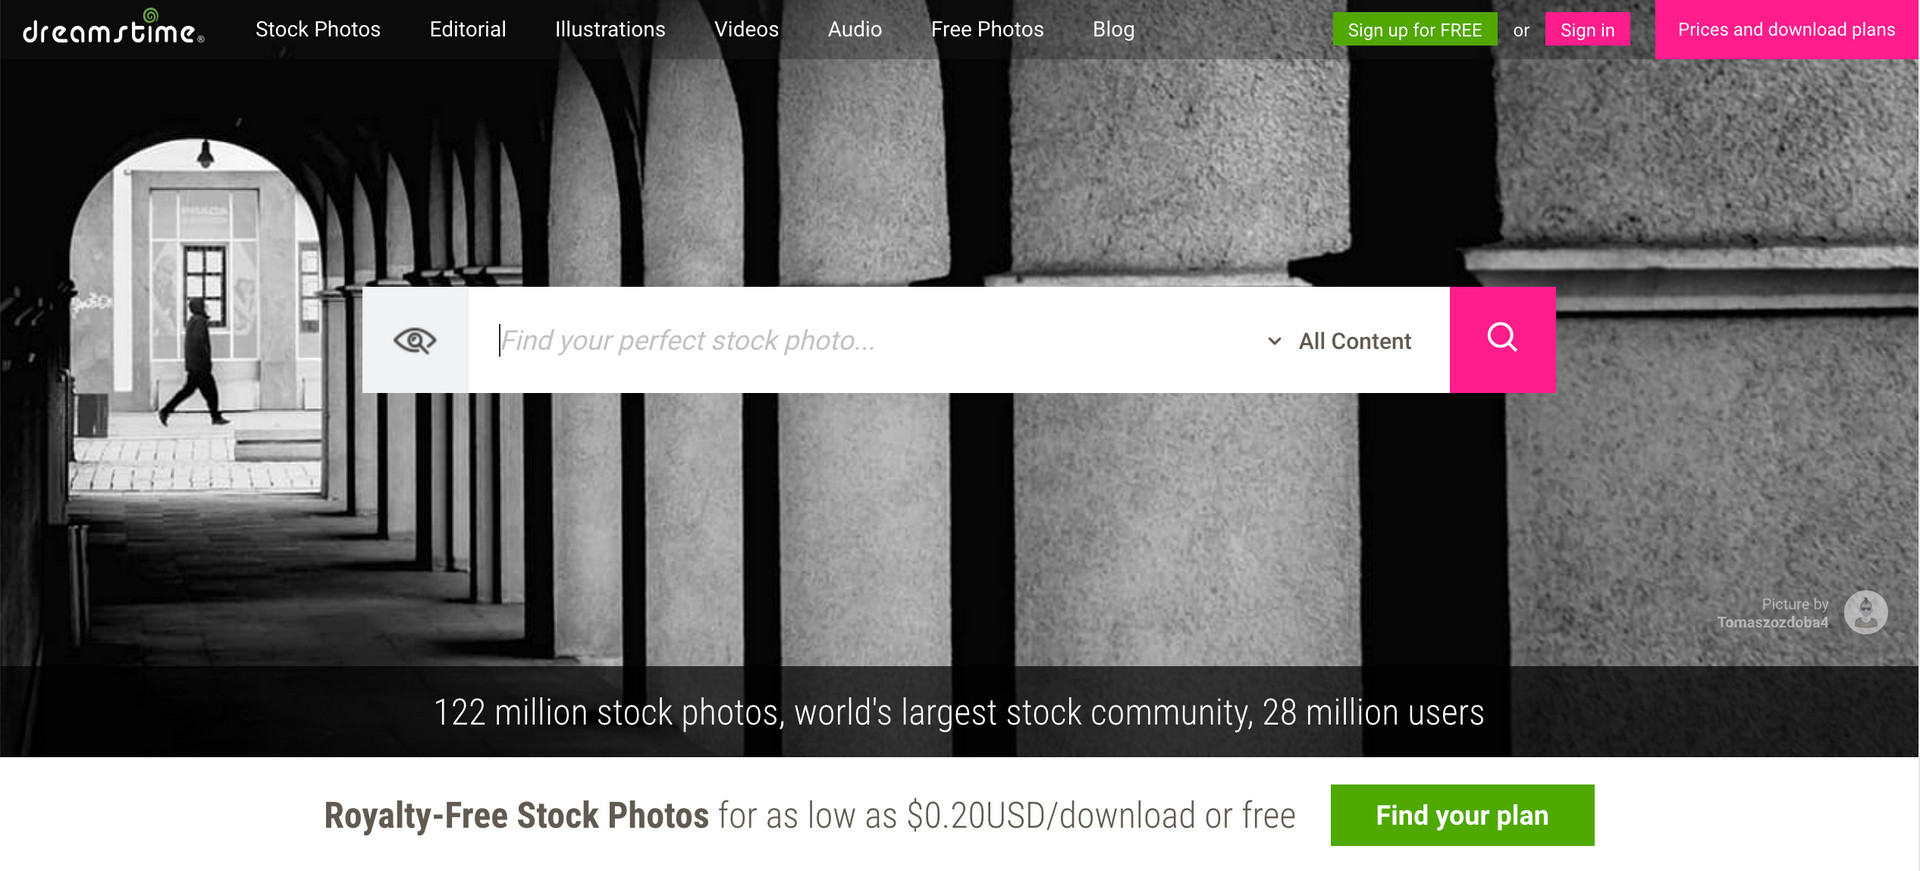 dreamstime®
Stock Photos
Editorial
Illustrations
Videos
Audio
Free Photos
Blog
Sign up for FREE or Sign in
Prices and download plans
Find your perfect stock photo...
All Content
Picture by
Tomaszozdoba4
122 million stock photos, world's largest stock community, 28 million users
Royalty-Free Stock Photos for as low as $0.20USD/download or free
Find your plan